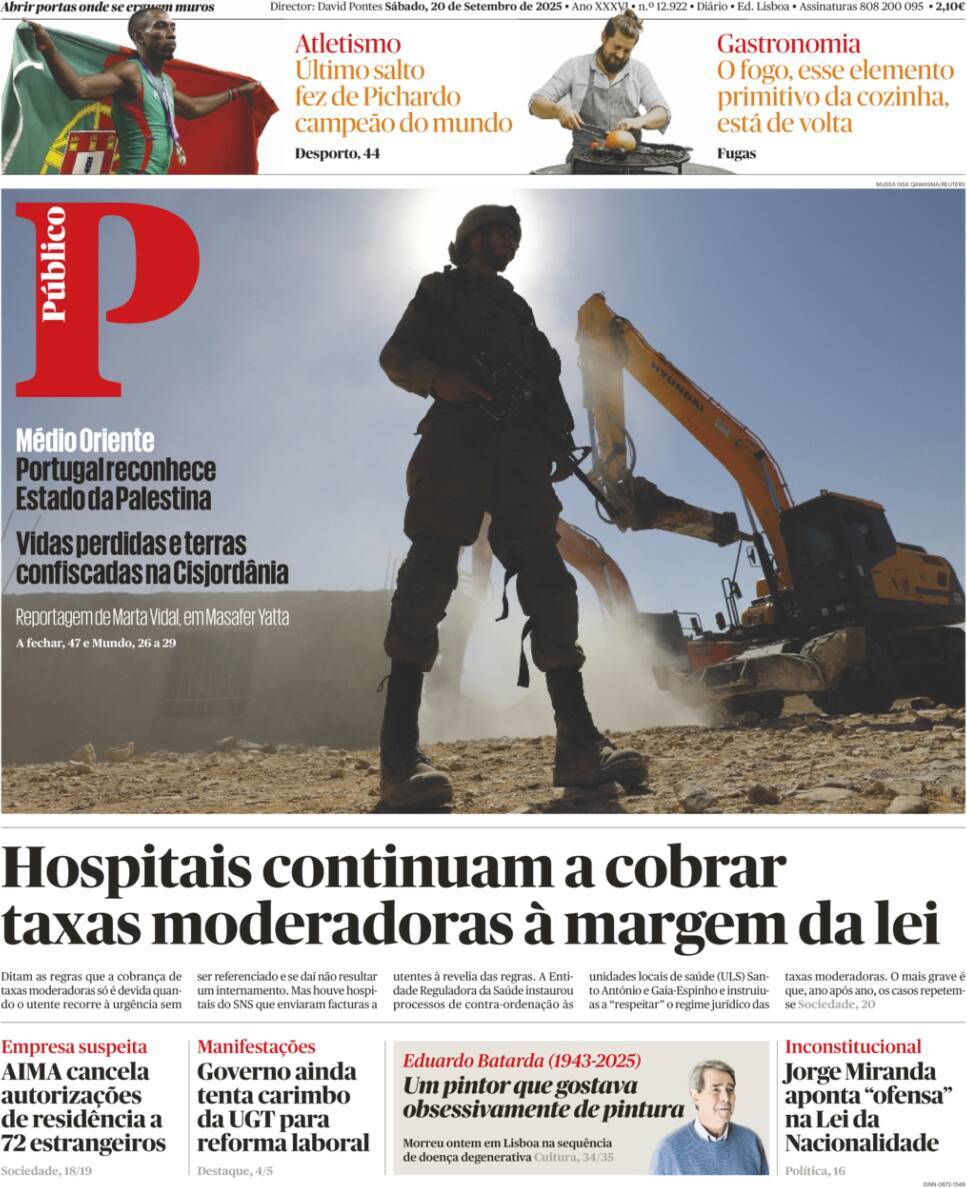 Abrir portas onde se erguem muros
Director: David Pontes Sábado, 20 de Setembro de 2025 • Ano XXXVI • n.º 12.922 • Diário • Ed. Lisboa • Assinaturas 808 200 095 • 2,10€
Atletismo
Último salto
fez de Pichardo
campeão do mundo
Desporto, 44
Gastronomia
O fogo, esse elemento
primitivo da cozinha,
está de volta
Fugas
MUSSA ISSA QAWASMA/REUTERS
Público
P
HYUNDAI
Médio Oriente
Portugal reconhece
Estado da Palestina
Vidas perdidas e terras
confiscadas na Cisjordânia
Reportagem de Marta Vidal, em Masafer Yatta
A fechar, 47 e Mundo, 26 a 29
Hospitais continuam a cobrar
taxas moderadoras à margem da lei
Ditam as regras que a cobrança de
taxas moderadoras só é devida quan-
do o utente recorre à urgência sem
ser referenciado e se daí não resultar
um internamento. Mas houve hospi-
tais do SNS que enviaram facturas a
utentes à revelia das regras. A Enti-
dade Reguladora da Saúde instaurou
processos de contra-ordenação às
unidades locais de saúde (ULS) San-
to António e Gaia-Espinho e instruiu-
as a “respeitar” o regime jurídico das
taxas moderadoras. O mais grave é
que, ano após ano, os casos repetem-
se Sociedade, 20
Empresa suspeita
AIMA cancela
autorizações
de residência a
72 estrangeiros
Sociedade, 18/19
Manifestações
Governo ainda
tenta carimbo
da UGT para
reforma laboral
Destaque, 4/5
Eduardo Batarda (1943-2025)
Um pintor que gostava
obsessivamente de pintura
Morreu ontem em Lisboa na sequência
de doença degenerativa Cultura, 34/35
Inconstitucional
Jorge Miranda
aponta “ofensa”
na Lei da
Nacionalidade
Política, 16
ISNN-0872-1548